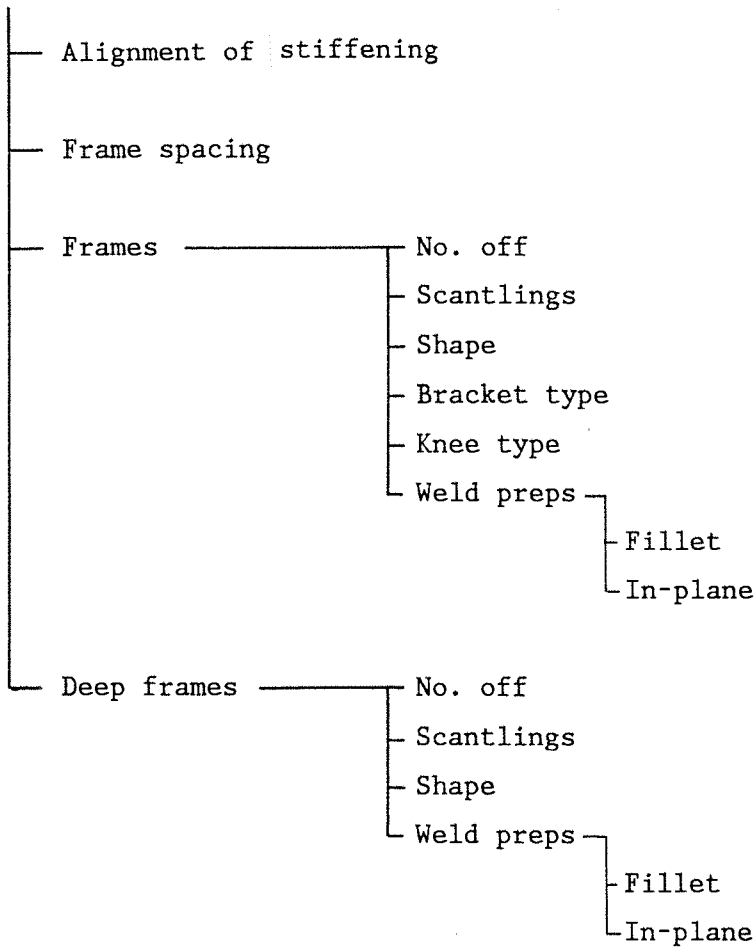 Alignment of stiffening
Frame spacing
Frames
No. off
Scantlings
Shape
Bracket type
Knee type
Weld preps
Fillet
In-plane
Deep frames
No. off
Scantlings
Shape
Weld preps
Fillet
In-plane